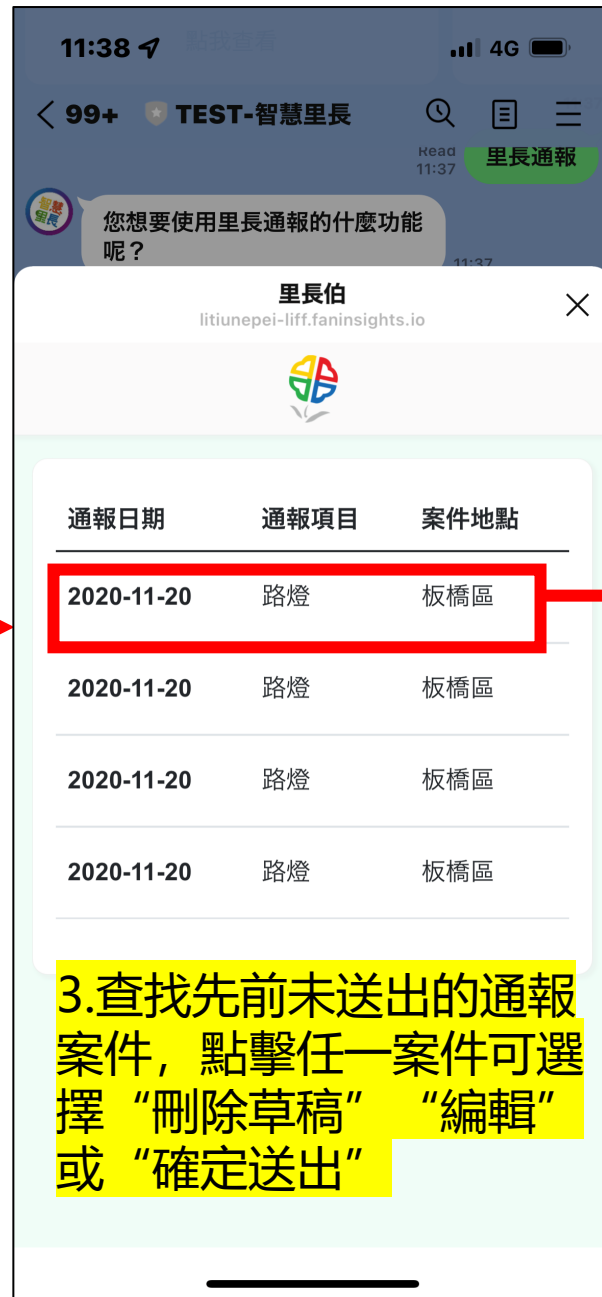 點我查看
11:38 4G
99+ TEST-智慧里長
Read 里長通報
11:37
智慧
里長
您想要使用里長通報的什麼功能
呢？
11:37
里長伯
litiunepei-liff.faninsights.io
通報日期 通報項目 案件地點
2020-11-20 路燈 板橋區
2020-11-20 路燈 板橋區
2020-11-20 路燈 板橋區
2020-11-20 路燈 板橋區
3.查找先前未送出的通報
案件，點擊任一案件可選
擇“刪除草稿” “編輯”
或“確定送出”